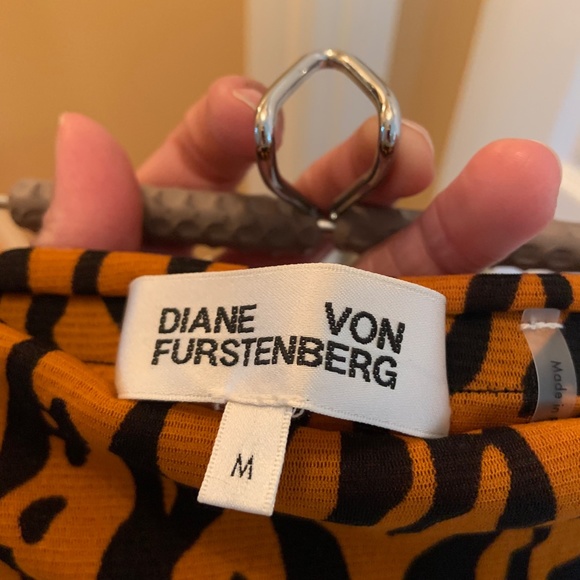 DIANE VON
FURSTENBERG
M
Made in